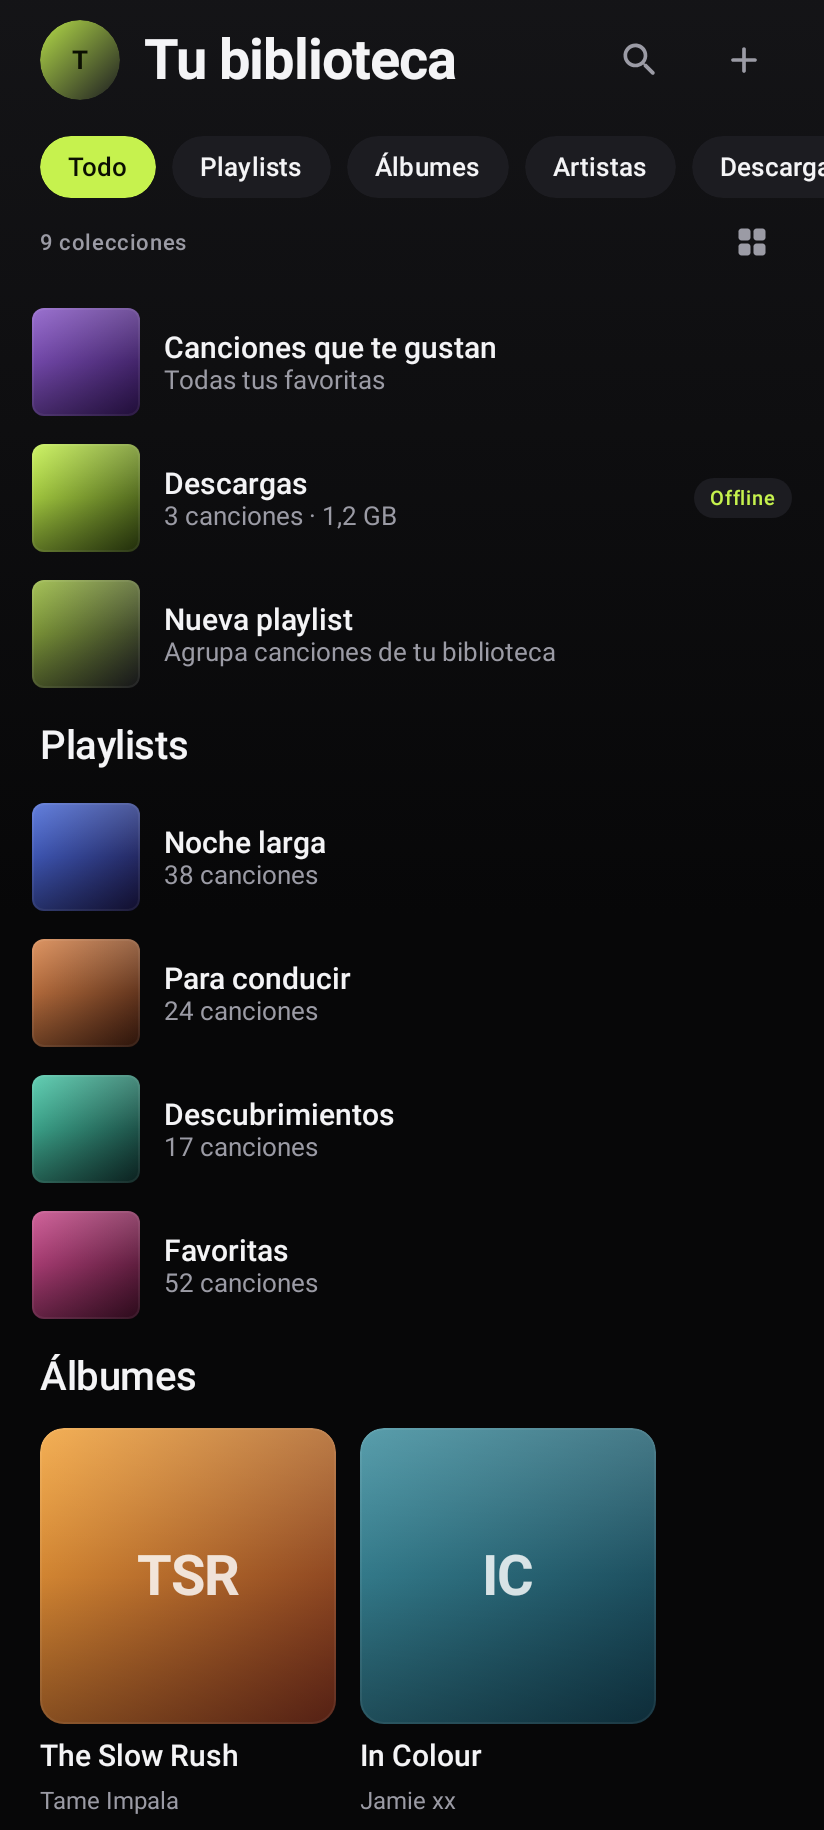 T
Tu biblioteca
Todo
Playlists
Álbumes
Artistas
Descarga
9 colecciones
Canciones que te gustan
Todas tus favoritas
Descargas
3 canciones · 1,2 GB
Offline
Nueva playlist
Agrupa canciones de tu biblioteca
Playlists
Noche larga
38 canciones
Para conducir
24 canciones
Descubrimientos
17 canciones
Favoritas
52 canciones
Álbumes
TSR
IC
The Slow Rush
Tame Impala
In Colour
Jamie xx